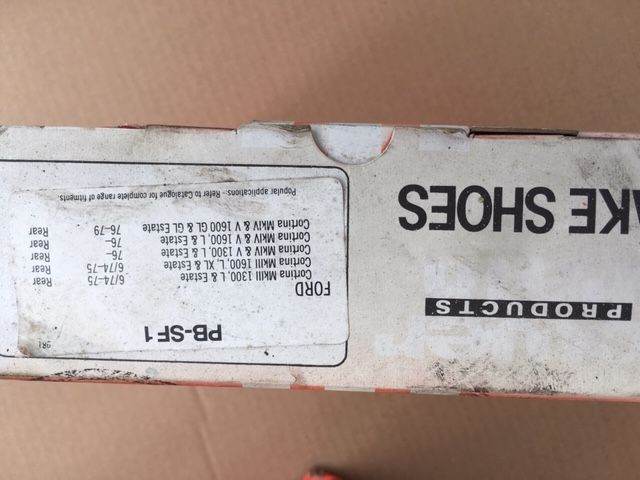 PRODUCTS
AKE SHOES
PB-SF1
FORD
Cortina MkIII 1300, L & Estate 6/74-75 Rear
Cortina MkIII 1600, L, XL & Estate 6/74-75 Rear
Cortina MkIV & V 1300, L & Estate 76- Rear
Cortina MkIV & V 1600, L & Estate 76- Rear
Cortina MkIV & V 1600 GL & GL Estate 76-79 Rear
Popular applications:- Refer to Catalogue for complete range of fitments.